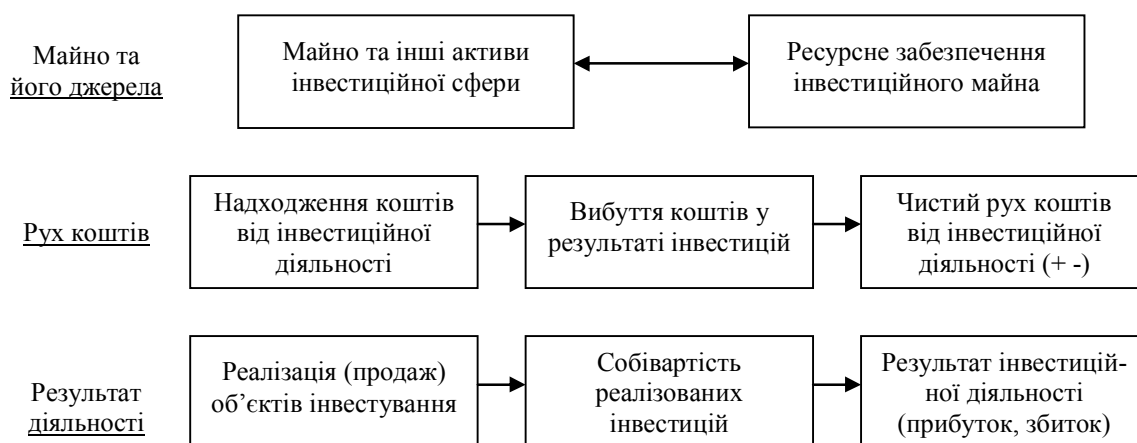 Майно та
його джерела
Майно та інші активи
інвестиційної сфери
Ресурсне забезпечення
інвестиційного майна
Рух коштів
Надходження коштів
від інвестиційної
діяльності
Вибуття коштів у
результаті інвестицій
Чистий рух коштів
від інвестиційної
діяльності (+ -)
Результат
діяльності
Реалізація (продаж)
об’єктів інвестування
Собівартість
реалізованих
інвестицій
Результат інвестицій-
ної діяльності
(прибуток, збиток)